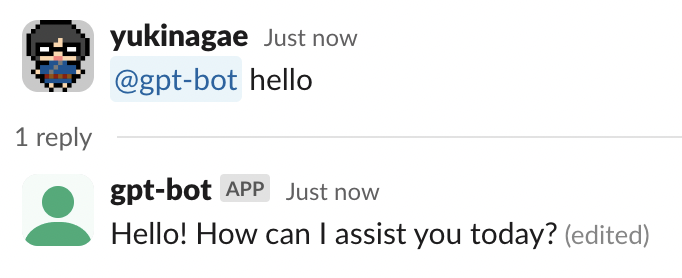 yukinagae Just now
@gpt-bot hello
1 reply
gpt-bot APP Just now
Hello! How can I assist you today? (edited)